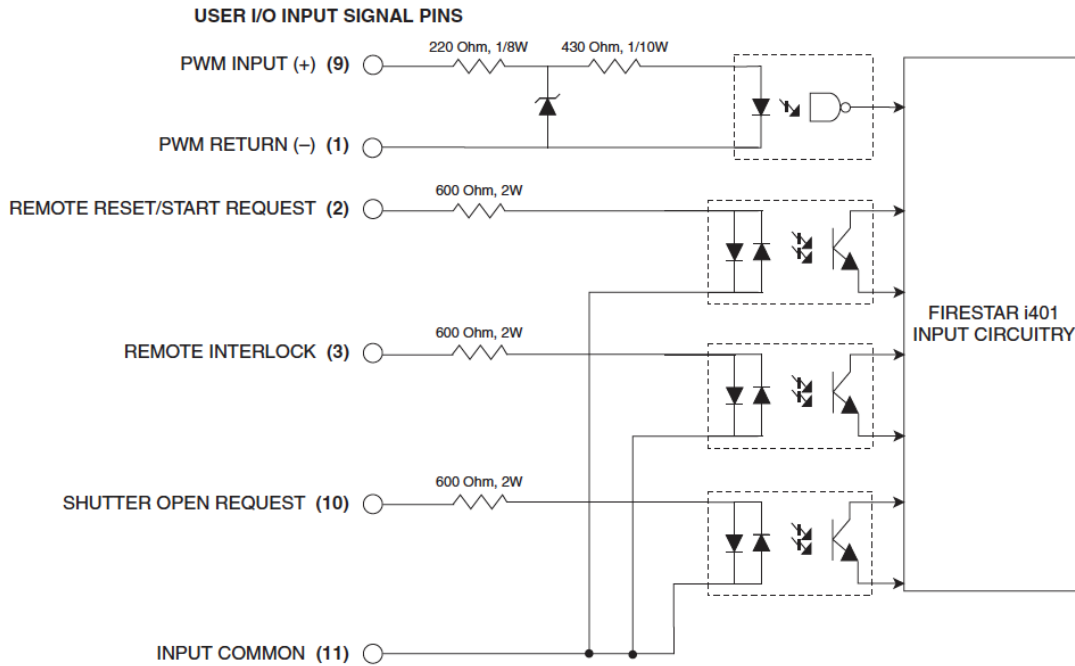 USER I/O INPUT SIGNAL PINS
PWM INPUT (+) (9)
220 Ohm, 1/8W
430 Ohm, 1/10W
PWM RETURN (–) (1)
600 Ohm, 2W
REMOTE RESET/START REQUEST (2)
600 Ohm, 2W
REMOTE INTERLOCK (3)
600 Ohm, 2W
SHUTTER OPEN REQUEST (10)
INPUT COMMON (11)
FIRESTAR i401
INPUT CIRCUITRY